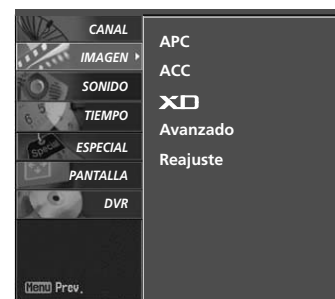 CANAL
IMAGEN
SONIDO
TIEMPO
ESPECIAL
PANTALLA
DVR
Menu Prev.
APC
ACC
XD
Avanzado
Reajuste